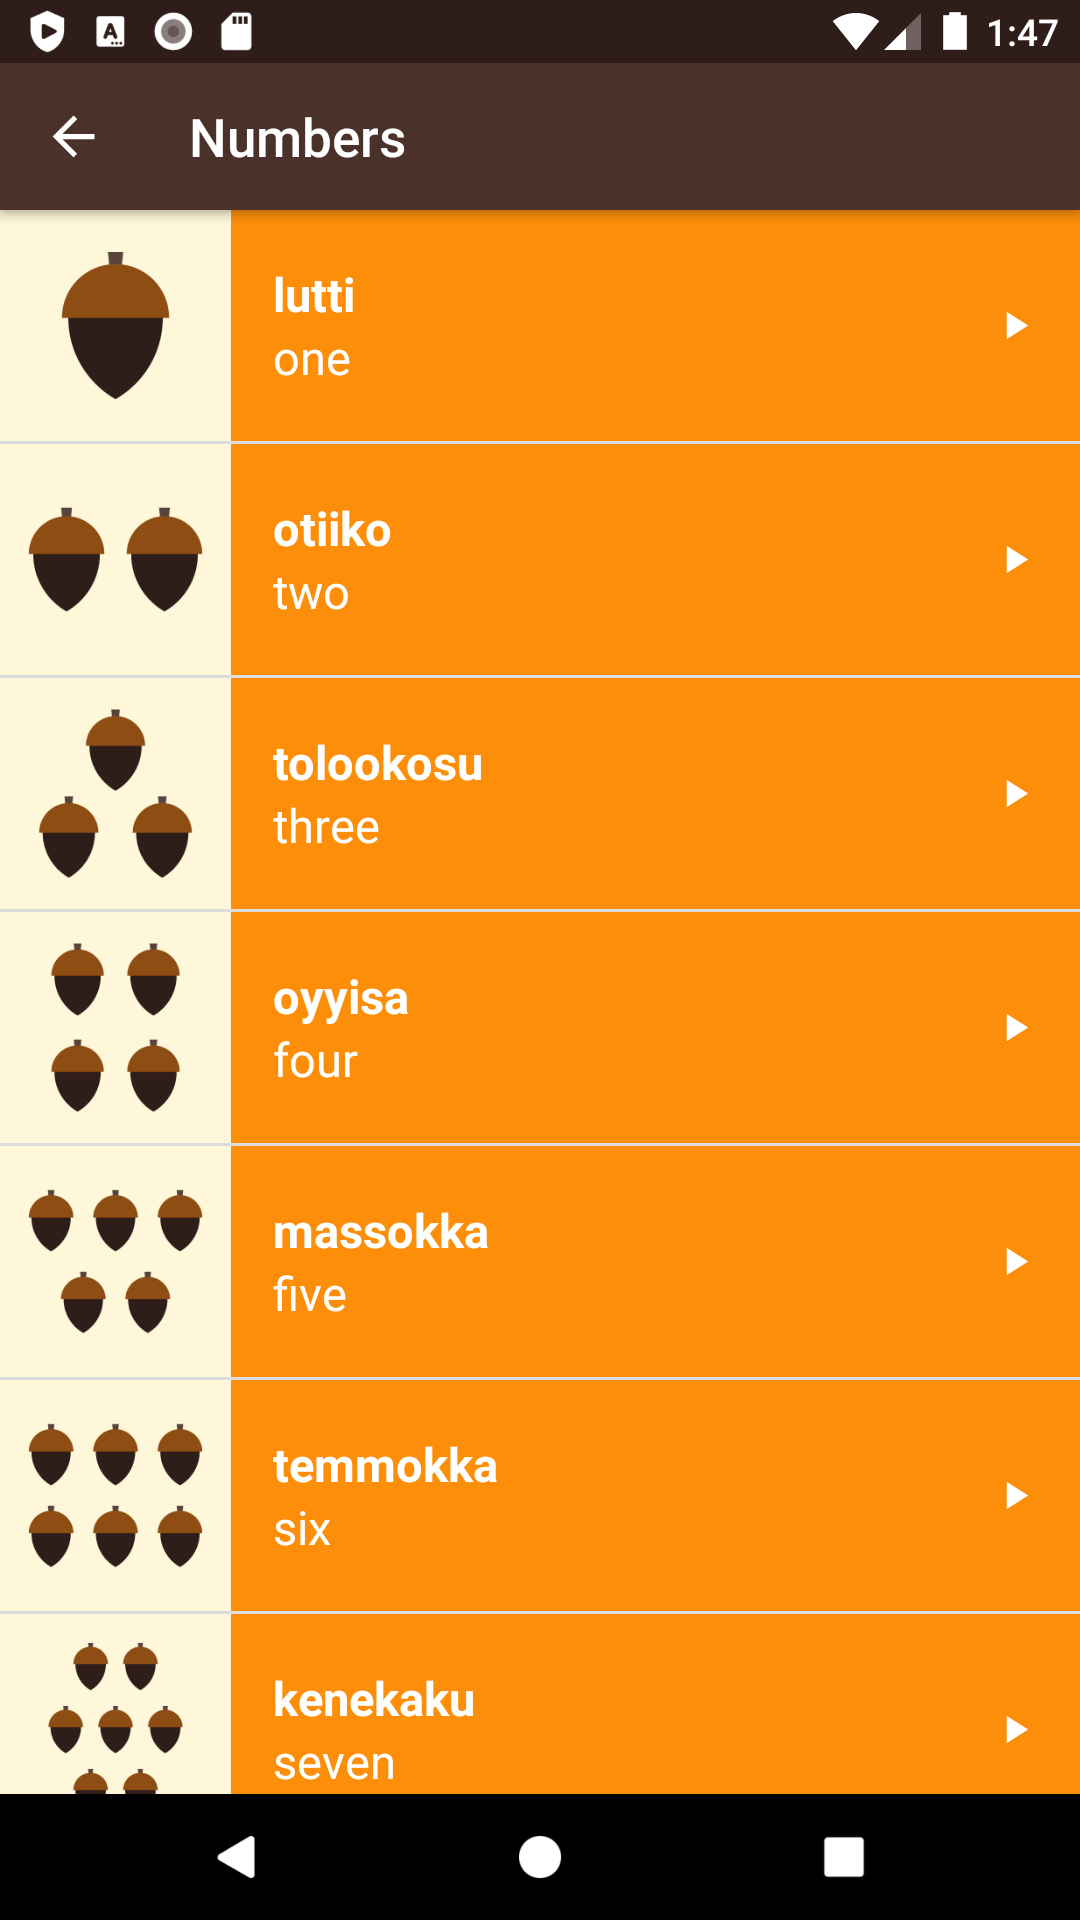 1:47
Numbers
lutti
one
otiiko
two
tolookosu
three
oyyisa
four
massokka
five
temmokka
six
kenekaku
seven